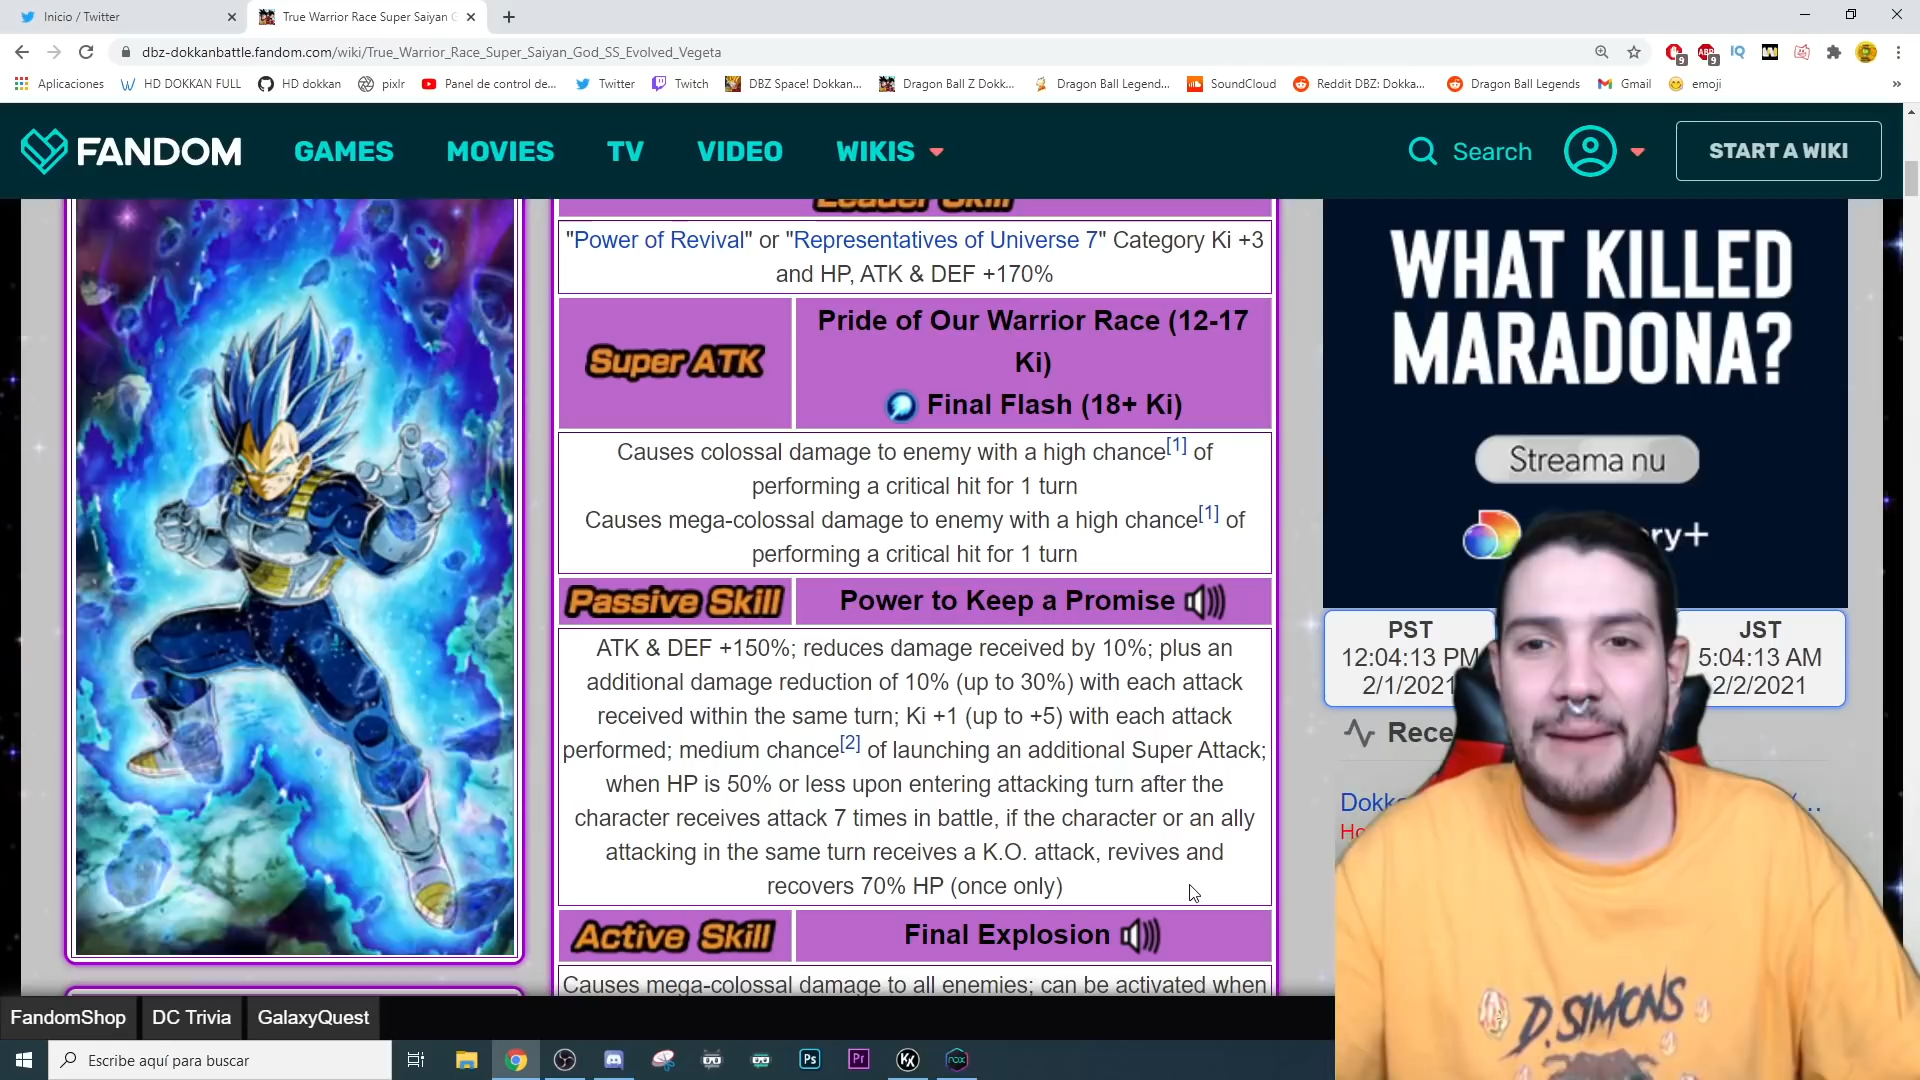 Inicio / Twitter
True Warrior Race Super Saiyan G
dbz-dokkanbattle.fandom.com/wiki/True_Warrior_Race_Super_Saiyan_God_SS_Evolved_Vegeta
9
9
Aplicaciones
HD DOKKAN FULL
HD dokkan
pixlr
Panel de control de...
Twitter
Twitch
DBZ Space! Dokkan...
Dragon Ball Z Dokk...
Dragon Ball Legend...
SoundCloud
Reddit DBZ: Dokka...
Dragon Ball Legends
Gmail
emoji
FANDOM
GAMES
MOVIES
TV
VIDEO
WIKIS
Search
START A WIKI
Leader Skill
"Power of Revival" or "Representatives of Universe 7" Category Ki +3
and HP, ATK & DEF +170%
Super ATK
Pride of Our Warrior Race (12-17
Ki)
Final Flash (18+ Ki)
Causes colossal damage to enemy with a high chance[1] of
performing a critical hit for 1 turn
Causes mega-colossal damage to enemy with a high chance[1] of
performing a critical hit for 1 turn
Passive Skill
Power to Keep a Promise
ATK & DEF +150%; reduces damage received by 10%; plus an
additional damage reduction of 10% (up to 30%) with each attack
received within the same turn; Ki +1 (up to +5) with each attack
performed; medium chance[2] of launching an additional Super Attack;
when HP is 50% or less upon entering attacking turn after the
character receives attack 7 times in battle, if the character or an ally
attacking in the same turn receives a K.O. attack, revives and
recovers 70% HP (once only)
Active Skill
Final Explosion
Causes mega-colossal damage to all enemies; can be activated when
WHAT KILLED
MARADONA?
Streama nu
ry+
PST
12:04:13 PM
2/1/2021
JST
5:04:13 AM
2/2/2021
Rece
Dokk
D.SIMONS
FandomShop
DC Trivia
GalaxyQuest
Escribe aquí para buscar
Ps
Pr
nox